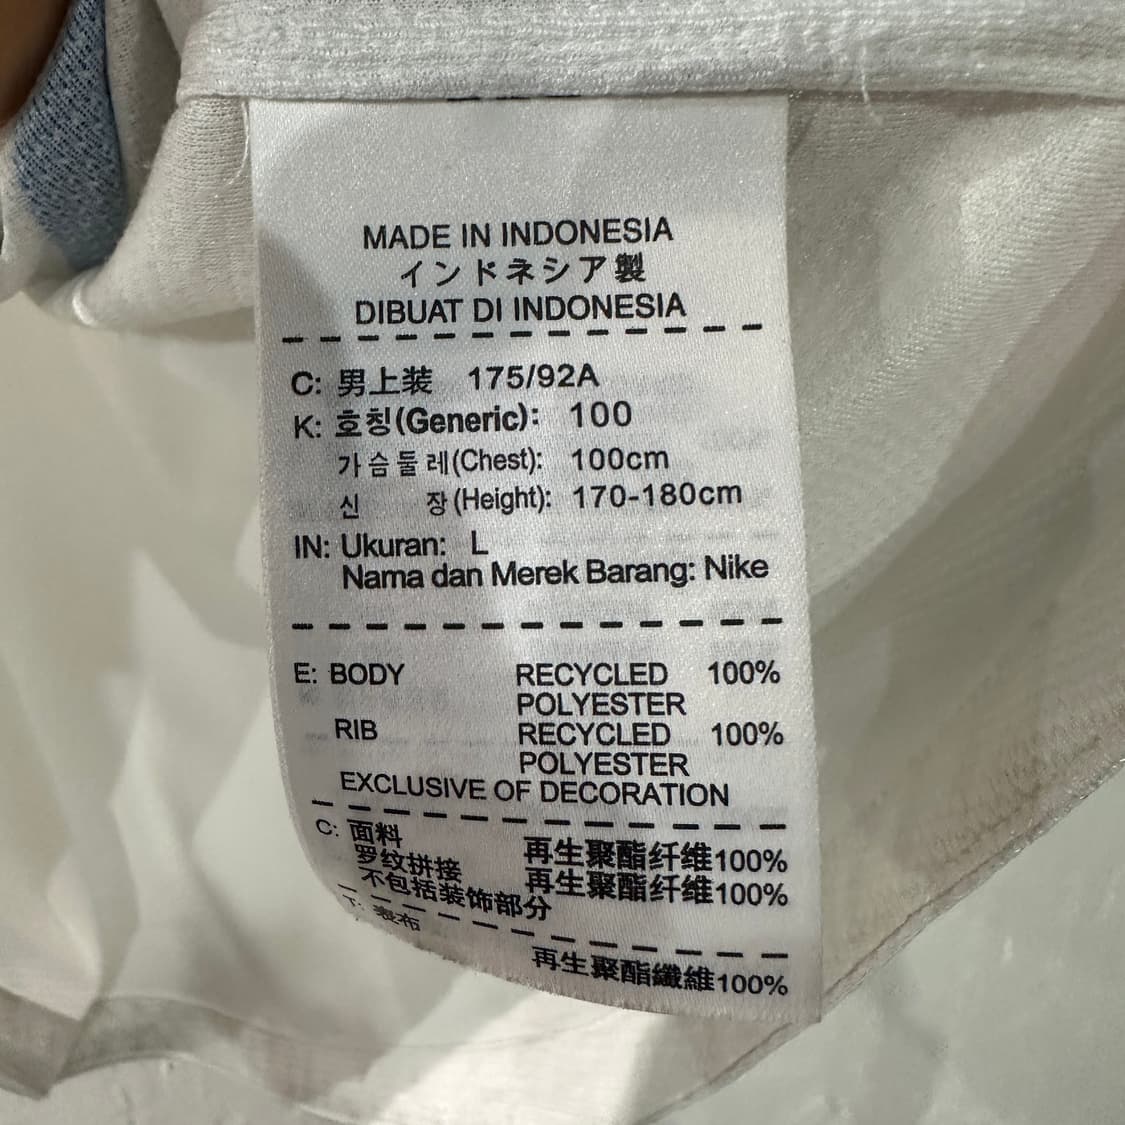 MADE IN INDONESIA
インドネシア製
DIBUAT DI INDONESIA
C: 男上装 175/92A
K: 호칭(Generic): 100
가슴둘레(Chest): 100cm
신 장(Height): 170-180cm
IN: Ukuran: L
Nama dan Merek Barang: Nike
E: BODY RECYCLED 100%
POLYESTER
RIB RECYCLED 100%
POLYESTER
EXCLUSIVE OF DECORATION
C: 面料 再生聚酯纤维100%
罗纹拼接 再生聚酯纤维100%
不包括装饰部分
T: 表布
再生聚酯纖維100%